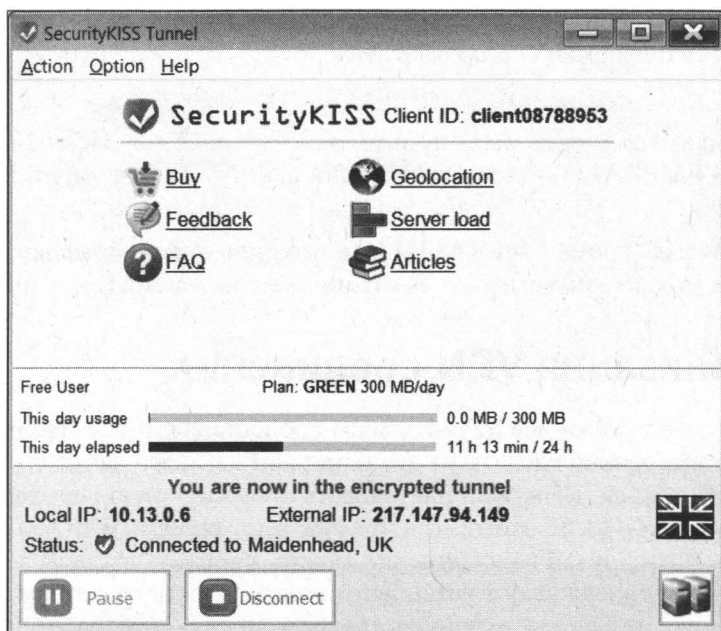 SecurityKISS Tunnel
Action Option Help
SecurityKISS Client ID: client08788953
Buy Geolocation
Feedback Server load
FAQ Articles
Free User Plan: GREEN 300 MB/day
This day usage 0.0 MB / 300 MB
This day elapsed 11 h 13 min / 24 h
You are now in the encrypted tunnel
Local IP: 10.13.0.6 External IP: 217.147.94.149
Status: Connected to Maidenhead, UK
Pause Disconnect